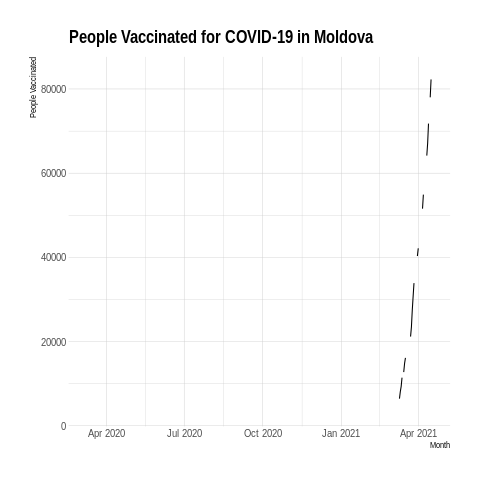 People Vaccinated for COVID-19 in Moldova
People Vaccinated
80000
60000
40000
20000
0
Apr 2020 Jul 2020 Oct 2020 Jan 2021 Apr 2021
Month